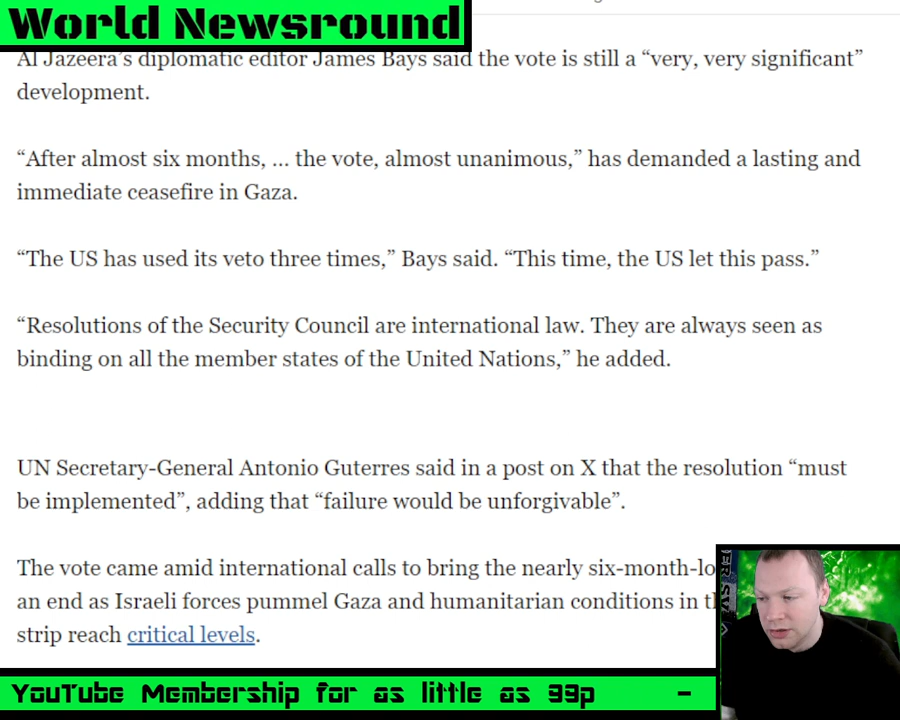 World Newsround
Al Jazeera’s diplomatic editor James Bays said the vote is still a “very, very significant”
development.
“After almost six months, ... the vote, almost unanimous,” has demanded a lasting and
immediate ceasefire in Gaza.
“The US has used its veto three times,” Bays said. “This time, the US let this pass.”
“Resolutions of the Security Council are international law. They are always seen as
binding on all the member states of the United Nations,” he added.
UN Secretary-General Antonio Guterres said in a post on X that the resolution “must
be implemented”, adding that “failure would be unforgivable”.
The vote came amid international calls to bring the nearly six-month-lo
an end as Israeli forces pummel Gaza and humanitarian conditions in
strip reach critical levels.
YouTube Membership for as little as 99p -